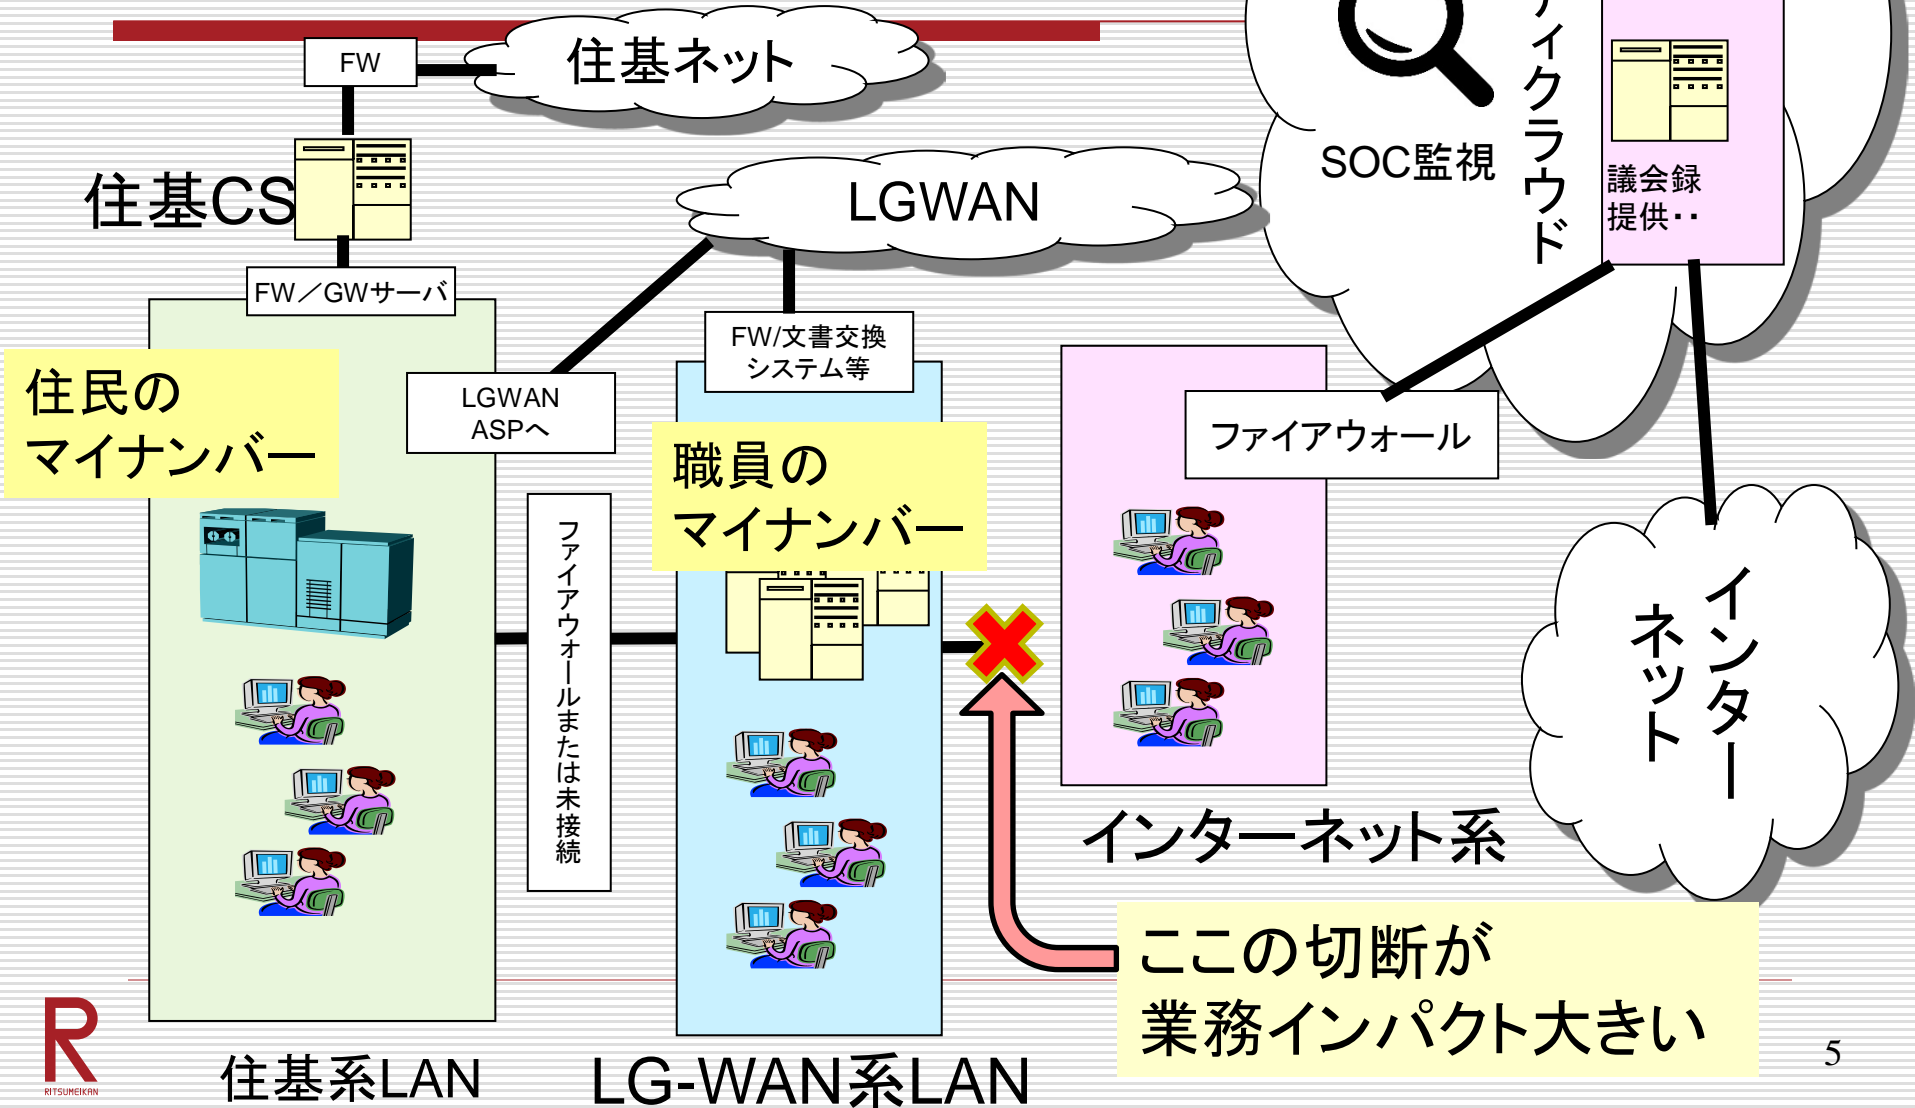 FW
住基ネット
住基CS
LGWAN
SOC監視
ィクラウド
議会録
提供・・
FW／GWサーバ
FW/文書交換
システム等
LGWAN
ASPへ
住民の
マイナンバー
職員の
マイナンバー
ファイアウォール
ファイアウォールまたは未接続
インター
ネット
インターネット系
ここの切断が
業務インパクト大きい
住基系LAN
LG-WAN系LAN
R
RITSUMEIKAN
5